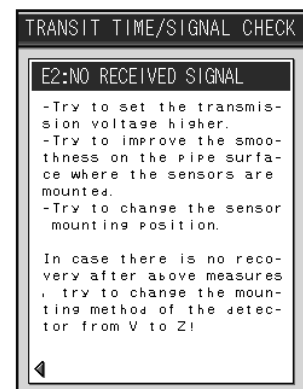 TRANSIT TIME/SIGNAL CHECK
E2:NO RECEIVED SIGNAL
-Try to set the transmis-
sion voltage higher.
-Try to improve the smoo-
thness on the pipe surfa-
ce where the sensors are
mounted.
-Try to change the sensor
mounting position.
In case there is no reco-
very after above measures
, try to change the moun-
ting method of the detec-
tor from V to Z!